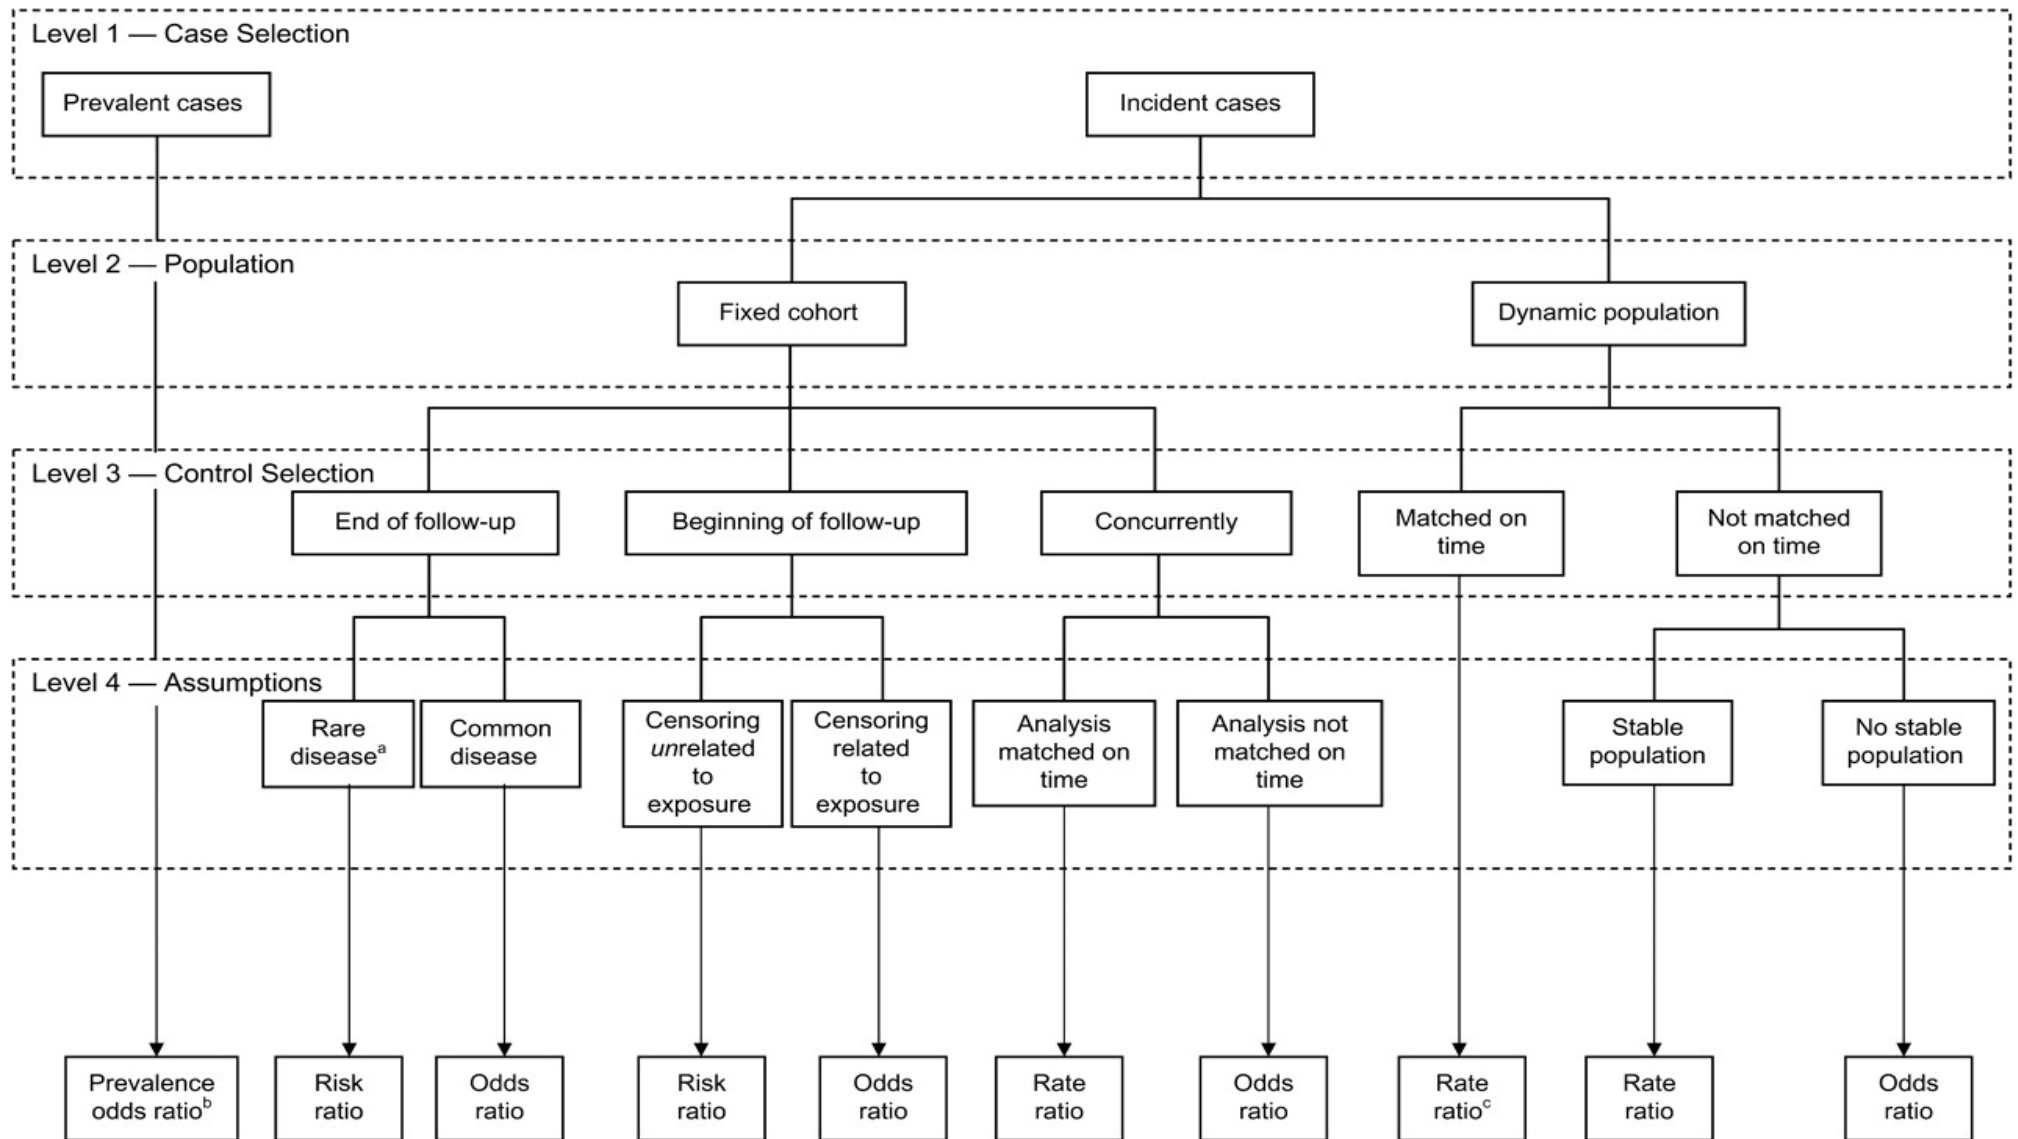 Level 1 — Case Selection
Prevalent cases
Incident cases
Level 2 — Population
Fixed cohort
Dynamic population
Level 3 — Control Selection
End of follow-up
Beginning of follow-up
Concurrently
Matched on
time
Not matched
on time
Level 4 — Assumptions
Rare
diseaseª
Common
disease
Censoring
unrelated
to
exposure
Censoring
related
to
exposure
Analysis
matched on
time
Analysis not
matched on
time
Stable
population
No stable
population
Prevalence
odds ratioᵇ
Risk
ratio
Odds
ratio
Risk
ratio
Odds
ratio
Rate
ratio
Odds
ratio
Rate
ratioᶜ
Rate
ratio
Odds
ratio